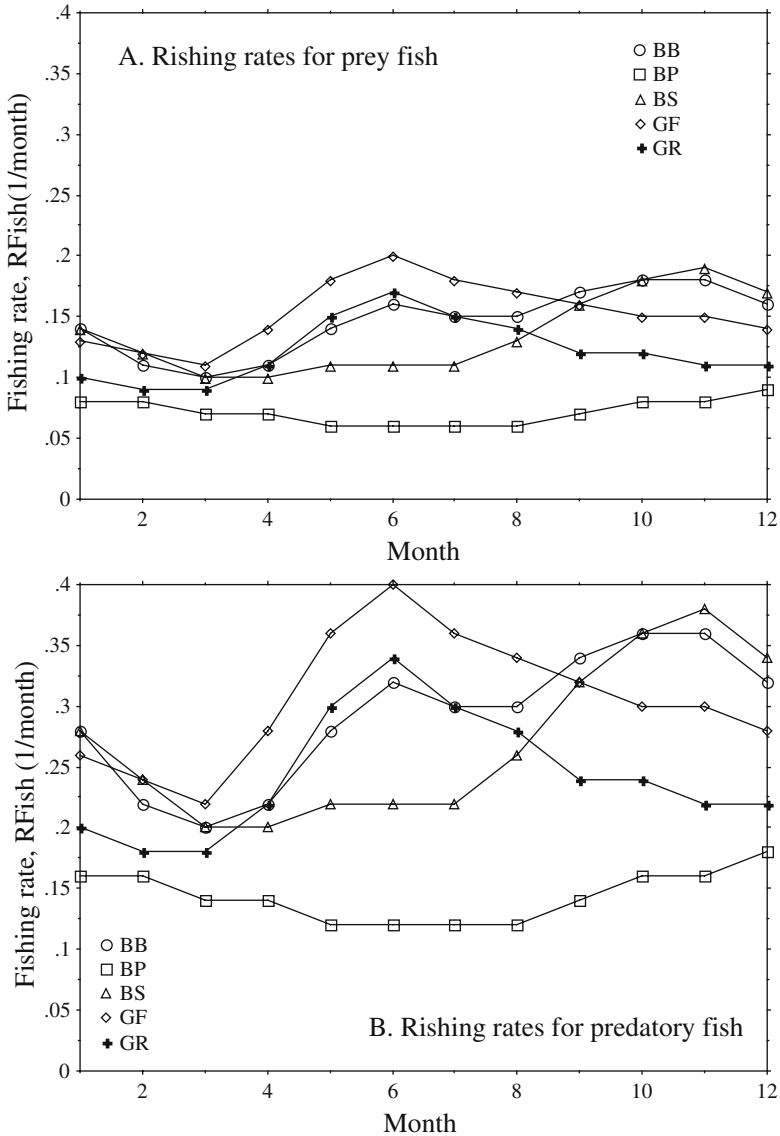 .4
A. Rishing rates for prey fish
BB
BP
BS
GF
GR
.35
.3
.25
.2
.15
.1
.05
0
Fishing rate, RFish(1/month)
2 4 6 8 10 12
Month
.4
.35
.3
.25
.2
.15
.1
.05
0
Fishing rate, RFish (1/month)
BB
BP
BS
GF
GR
B. Rishing rates for predatory fish
2 4 6 8 10 12
Month